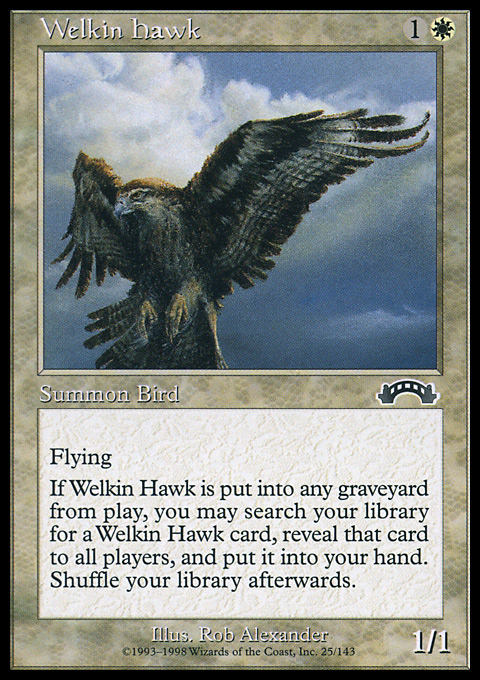 Welkin Hawk 1
Summon Bird
Flying
If Welkin Hawk is put into any graveyard
from play, you may search your library
for a Welkin Hawk card, reveal that card
to all players, and put it into your hand.
Shuffle your library afterwards.
Illus. Rob Alexander
1/1
©1993–1998 Wizards of the Coast, Inc. 25/143